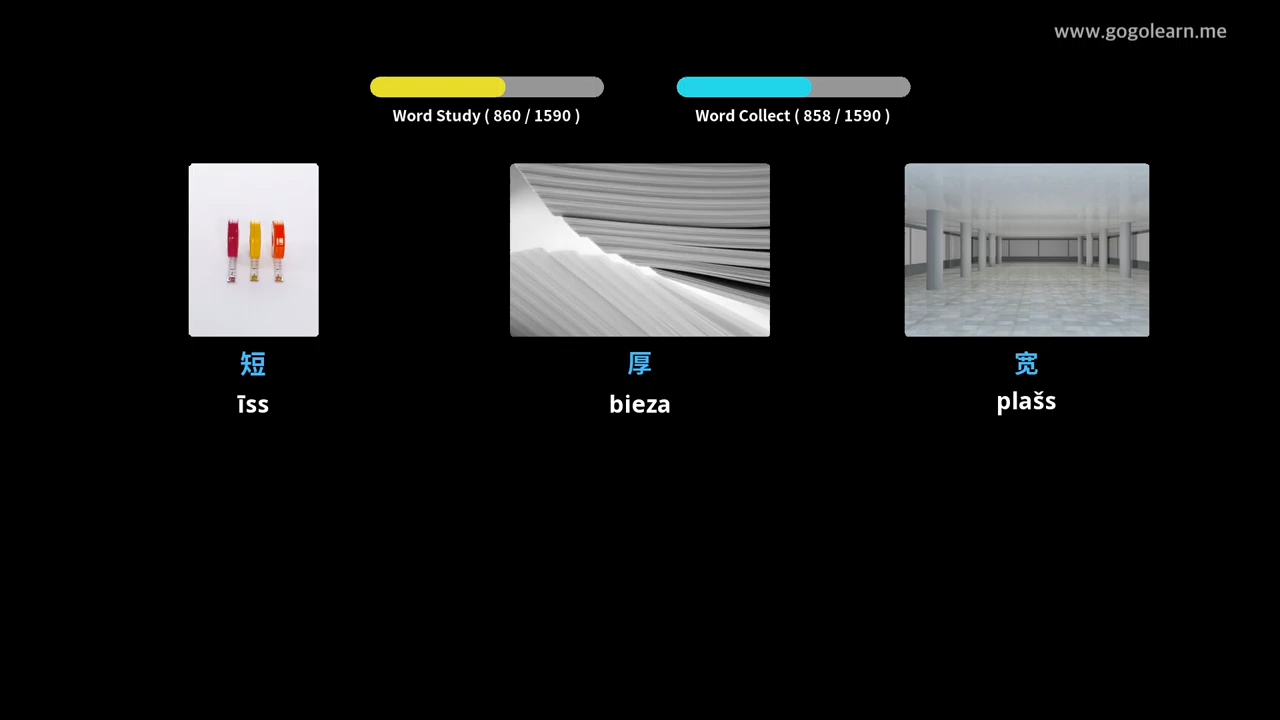 www.gogolearn.me
Word Study ( 860 / 1590 )
Word Collect ( 858 / 1590 )
短
厚
宽
īss
bieza
plašs